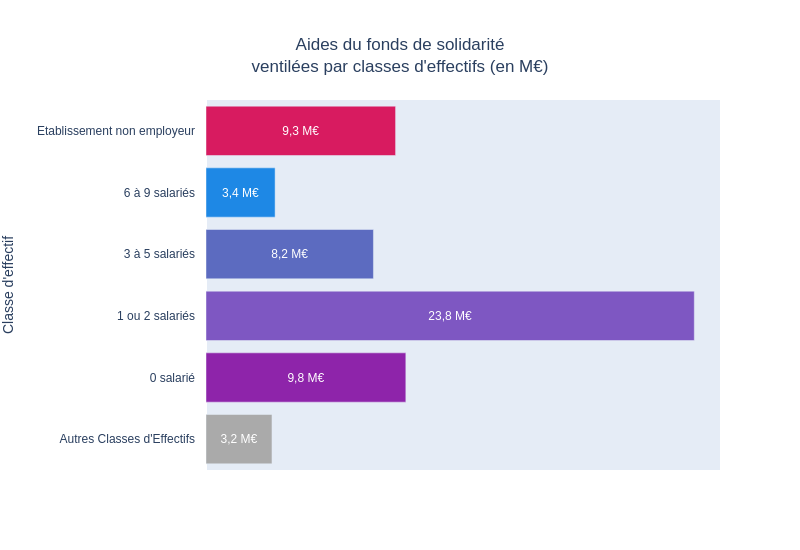 Aides du fonds de solidarité
ventilées par classes d'effectifs (en M€)
Classe d'effectif
Etablissement non employeur
9,3 M€
6 à 9 salariés
3,4 M€
3 à 5 salariés
8,2 M€
1 ou 2 salariés
23,8 M€
0 salarié
9,8 M€
Autres Classes d'Effectifs
3,2 M€